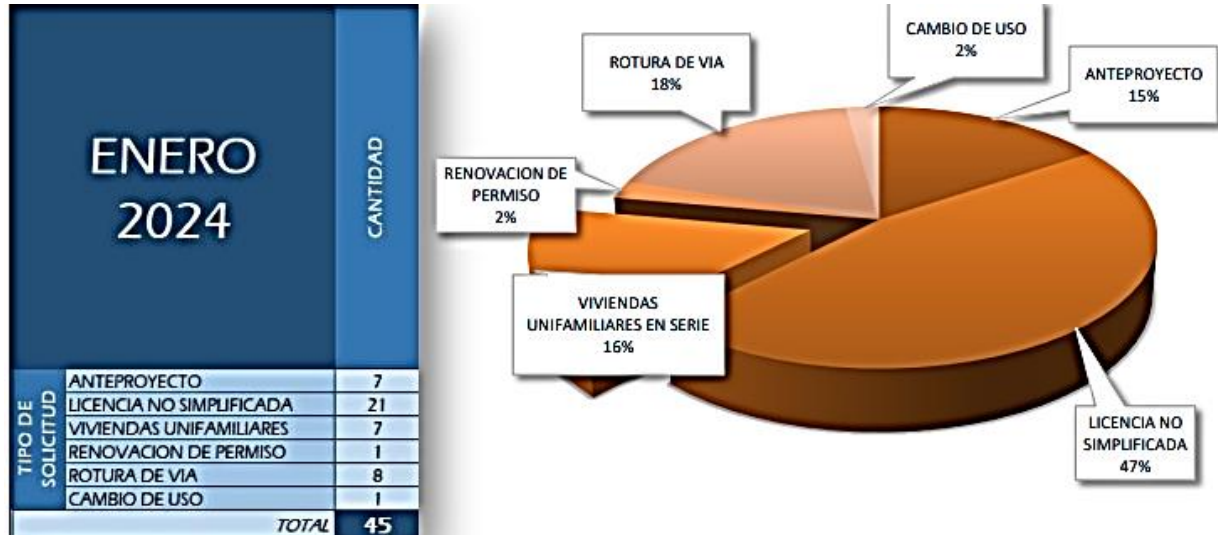 ENERO
2024
CANTIDAD
TIPO DE
SOLICITUD
ANTEPROYECTO 7
LICENCIA NO SIMPLIFICADA 21
VIVIENDAS UNIFAMILIARES 7
RENOVACION DE PERMISO 1
ROTURA DE VIA 8
CAMBIO DE USO 1
TOTAL 45
CAMBIO DE USO
2%
ROTURA DE VIA
18%
ANTEPROYECTO
15%
RENOVACION DE
PERMISO
2%
VIVIENDAS
UNIFAMILIARES EN SERIE
16%
LICENCIA NO
SIMPLIFICADA
47%